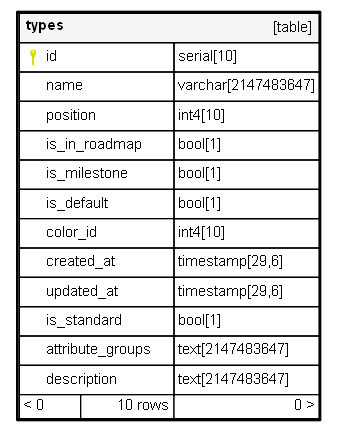 types [table]
id serial[10]
name varchar[2147483647]
position int4[10]
is_in_roadmap bool[1]
is_milestone bool[1]
is_default bool[1]
color_id int4[10]
created_at timestamp[29,6]
updated_at timestamp[29,6]
is_standard bool[1]
attribute_groups text[2147483647]
description text[2147483647]
< 0 10 rows 0 >